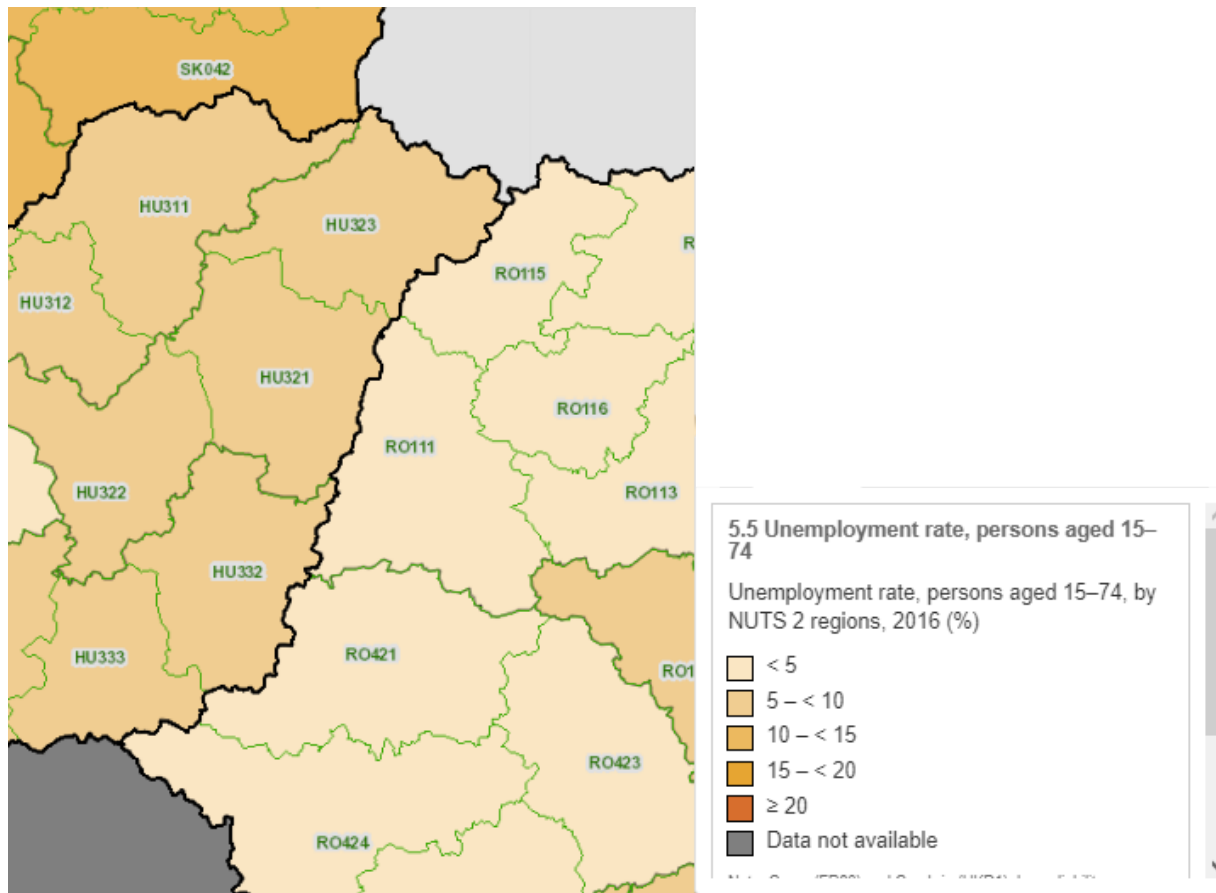 SK042
HU311
HU323
R
RO115
HU312
HU321
RO116
RO111
HU322
RO113
HU332
HU333
RO421
RO1
RO423
RO424
5.5 Unemployment rate, persons aged 15–
74
Unemployment rate, persons aged 15–74, by
NUTS 2 regions, 2016 (%)
< 5
5 – < 10
10 – < 15
15 – < 20
≥ 20
Data not available